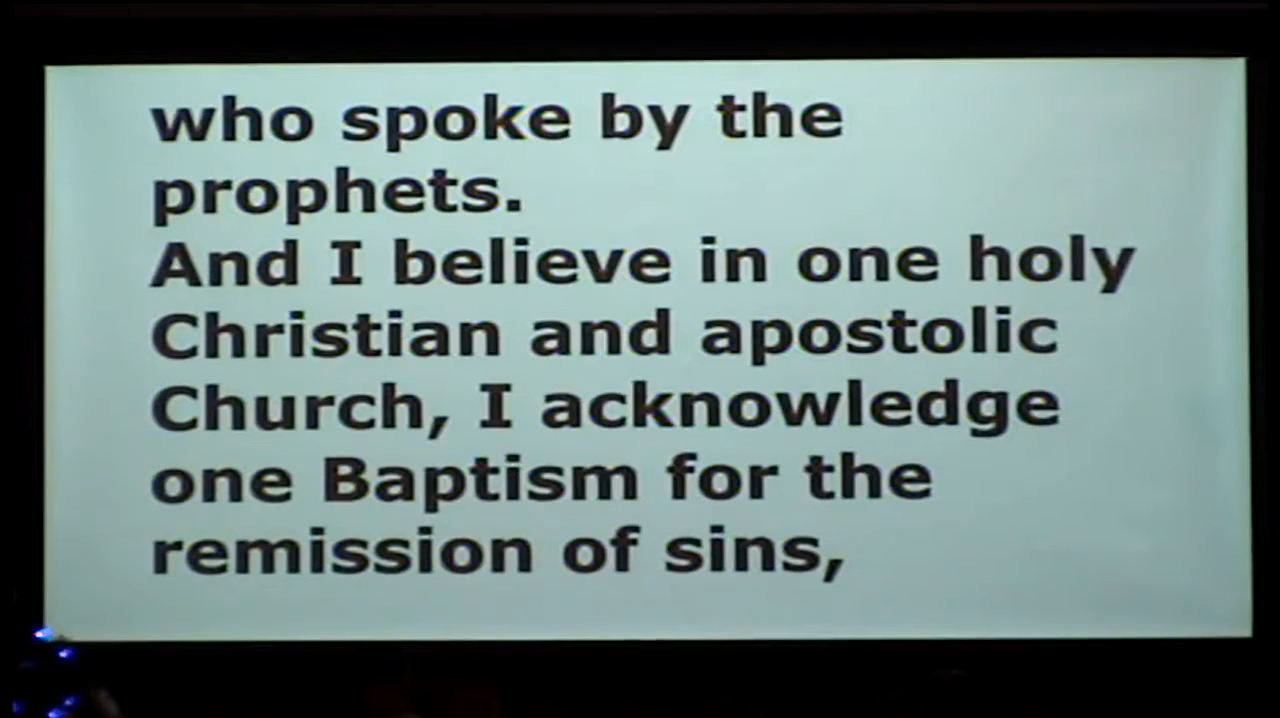 who spoke by the
prophets.
And I believe in one holy
Christian and apostolic
Church, I acknowledge
one Baptism for the
remission of sins,